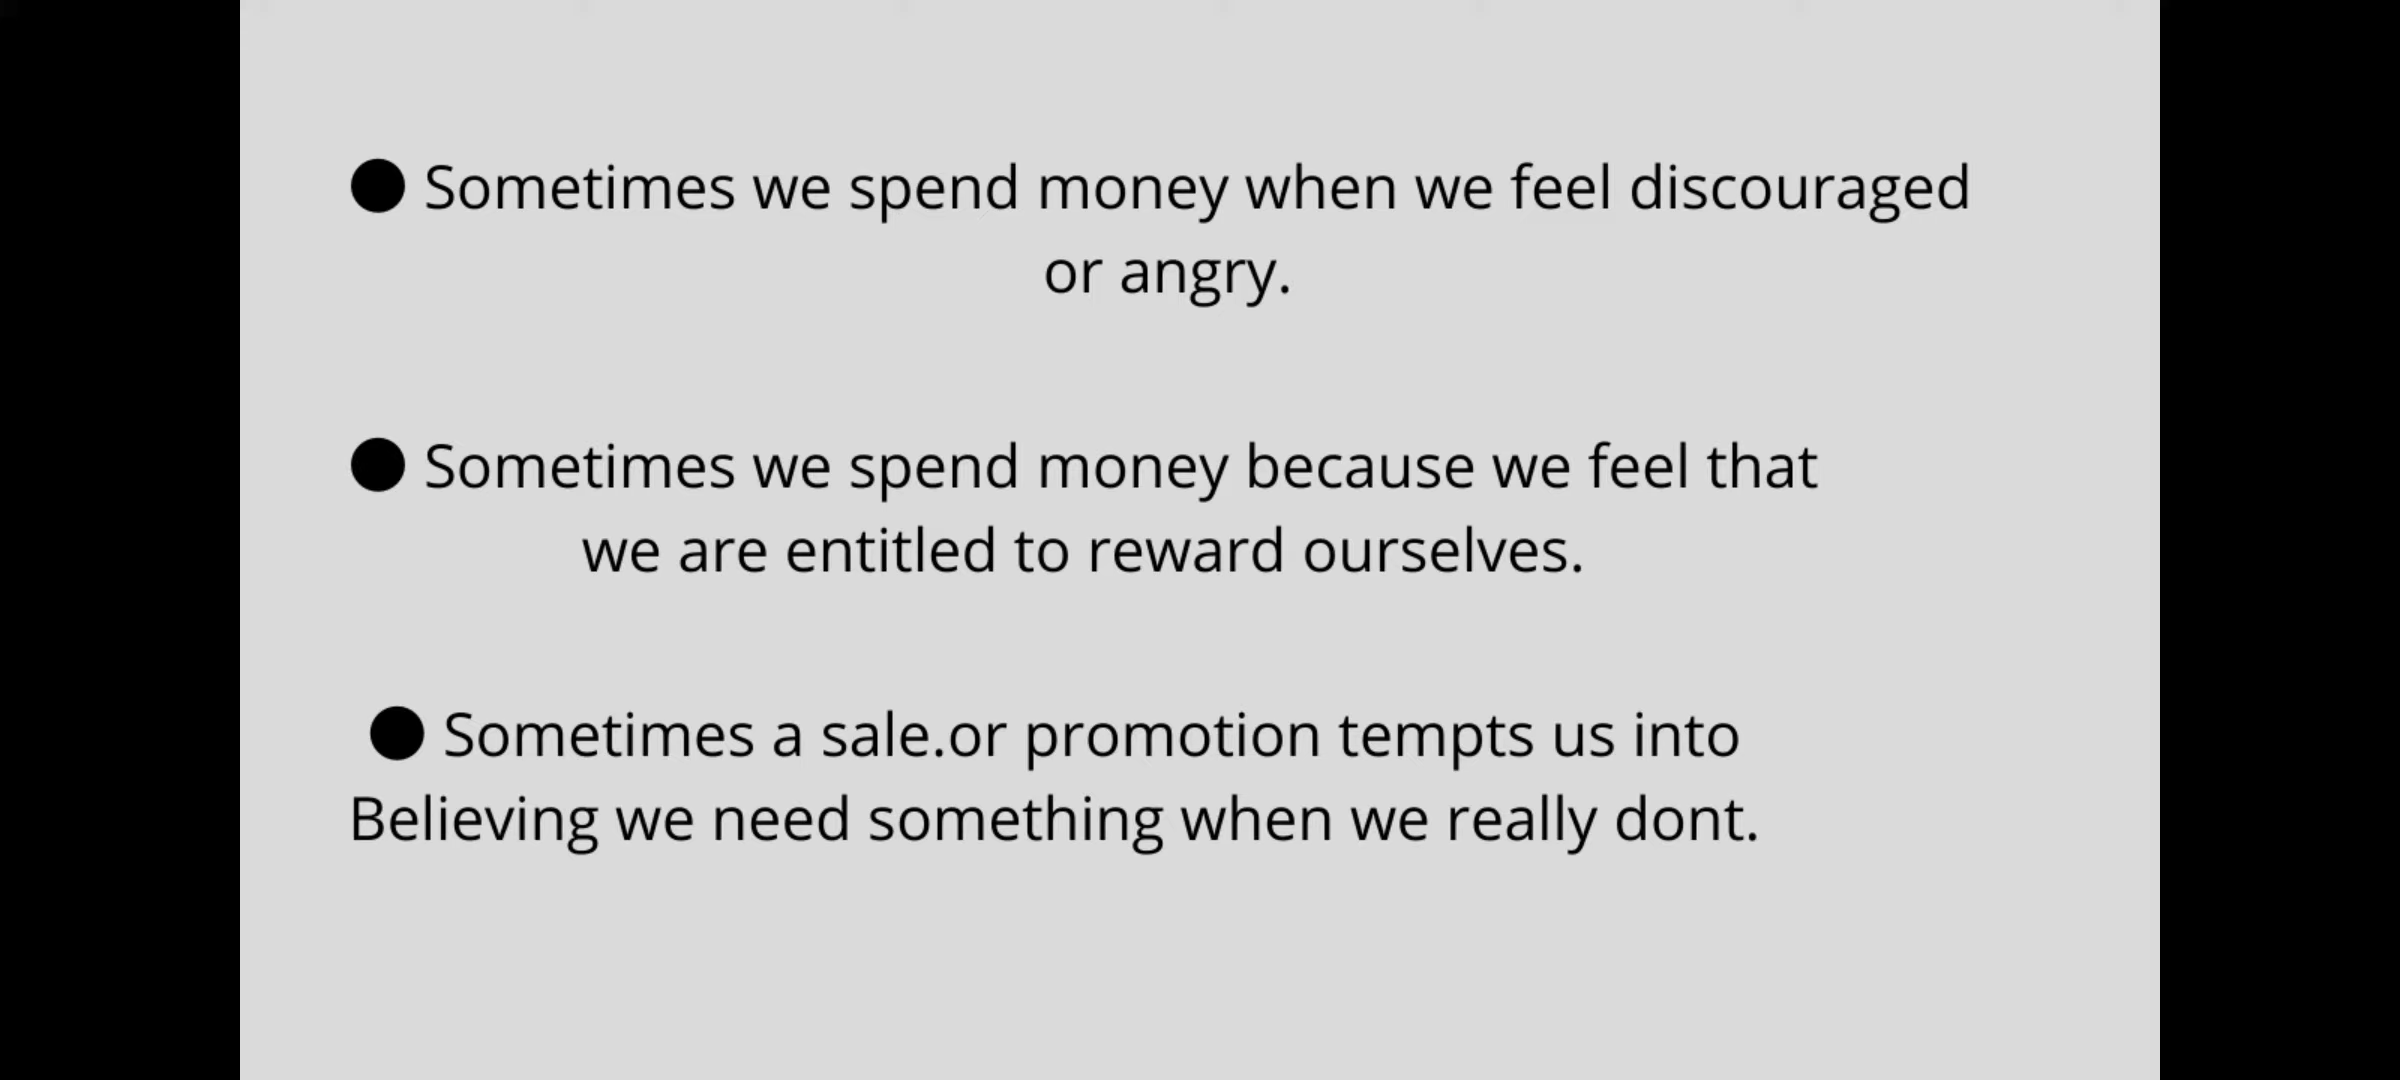 ● Sometimes we spend money when we feel discouraged
or angry.
● Sometimes we spend money because we feel that
we are entitled to reward ourselves.
● Sometimes a sale.or promotion tempts us into
Believing we need something when we really dont.